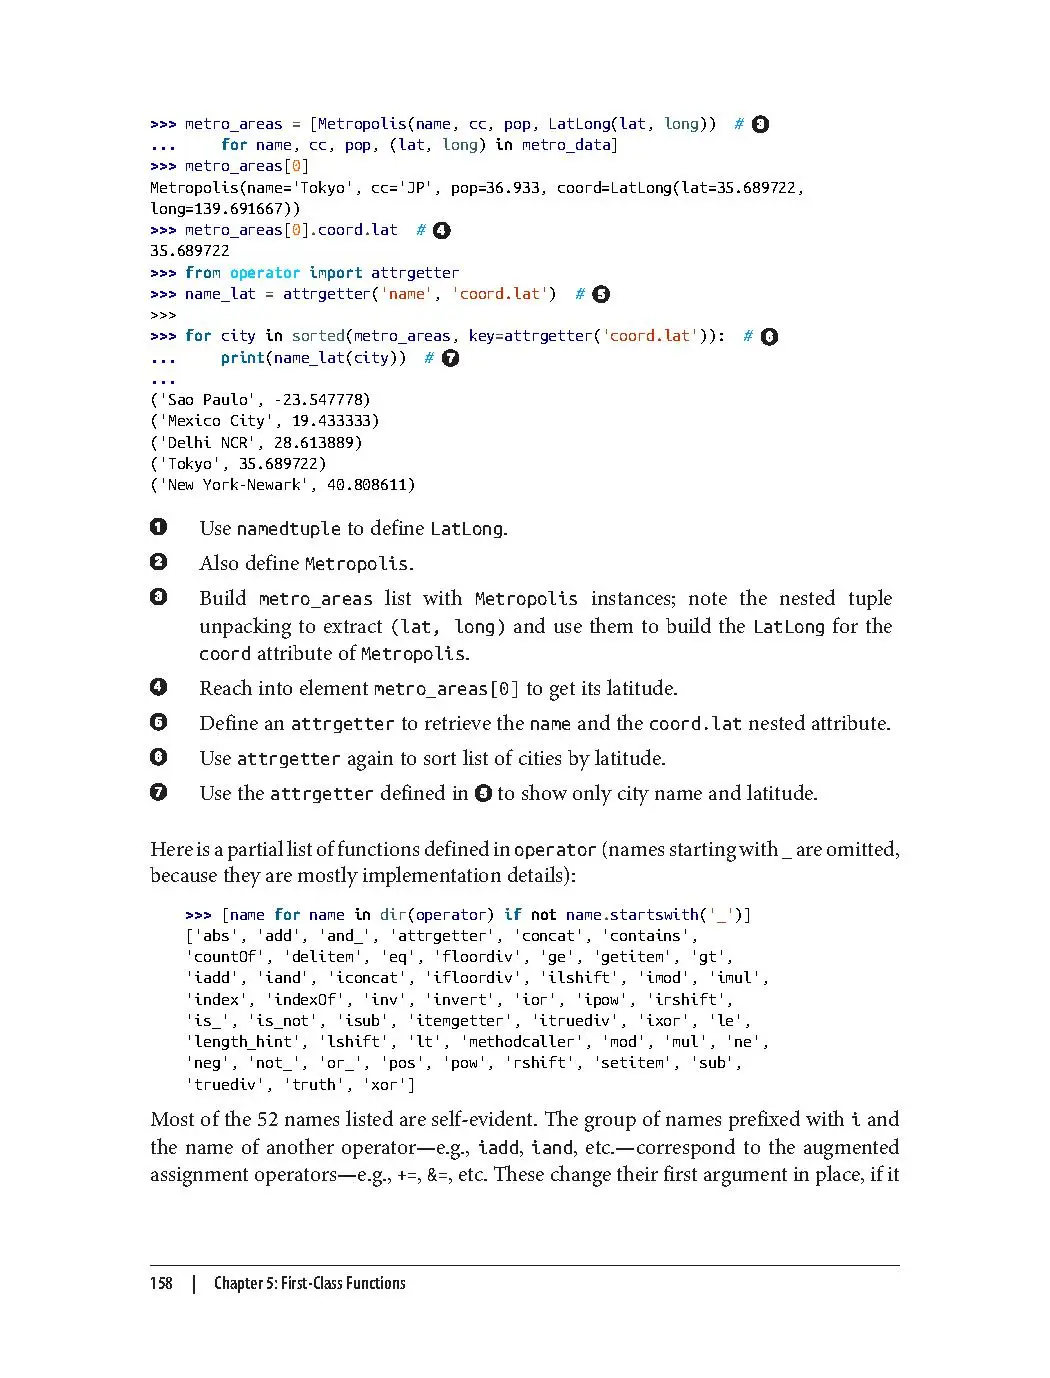 >>> metro_areas = [Metropolis(name, cc, pop, LatLong(lat, long))  # ❸
...     for name, cc, pop, (lat, long) in metro_data]
>>> metro_areas[0]
Metropolis(name='Tokyo', cc='JP', pop=36.933, coord=LatLong(lat=35.689722,
long=139.691667))
>>> metro_areas[0].coord.lat  # ❹
35.689722
>>> from operator import attrgetter
>>> name_lat = attrgetter('name', 'coord.lat')  # ❺
>>>
>>> for city in sorted(metro_areas, key=attrgetter('coord.lat')):  # ❻
...     print(name_lat(city))  # ❼
...
('Sao Paulo', -23.547778)
('Mexico City', 19.433333)
('Delhi NCR', 28.613889)
('Tokyo', 35.689722)
('New York-Newark', 40.808611)
❶ Use namedtuple to define LatLong.
❷ Also define Metropolis.
❸ Build metro_areas list with Metropolis instances; note the nested tuple
unpacking to extract (lat, long) and use them to build the LatLong for the
coord attribute of Metropolis.
❹ Reach into element metro_areas[0] to get its latitude.
❺ Define an attrgetter to retrieve the name and the coord.lat nested attribute.
❻ Use attrgetter again to sort list of cities by latitude.
❼ Use the attrgetter defined in ❺ to show only city name and latitude.
Here is a partial list of functions defined in operator (names starting with _ are omitted,
because they are mostly implementation details):
>>> [name for name in dir(operator) if not name.startswith('_')]
['abs', 'add', 'and_', 'attrgetter', 'concat', 'contains',
'countOf', 'delitem', 'eq', 'floordiv', 'ge', 'getitem', 'gt',
'iadd', 'iand', 'iconcat', 'ifloordiv', 'ilshift', 'imod', 'imul',
'index', 'indexOf', 'inv', 'invert', 'ior', 'ipow', 'irshift',
'is_', 'is_not', 'isub', 'itemgetter', 'itruediv', 'ixor', 'le',
'length_hint', 'lshift', 'lt', 'methodcaller', 'mod', 'mul', 'ne',
'neg', 'not_', 'or_', 'pos', 'pow', 'rshift', 'setitem', 'sub',
'truediv', 'truth', 'xor']
Most of the 52 names listed are self-evident. The group of names prefixed with i and
the name of another operator—e.g., iadd, iand, etc.—correspond to the augmented
assignment operators—e.g., +=, &=, etc. These change their first argument in place, if it
158 | Chapter 5: First-Class Functions